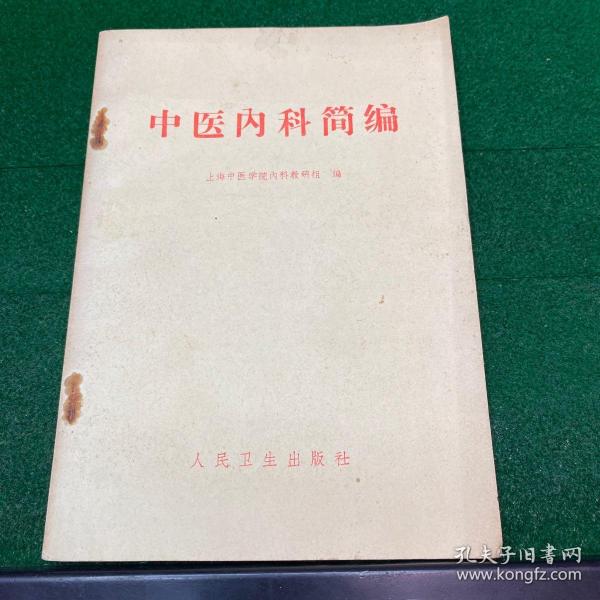 中医内科简编
上海中医学院内科教研组 编
人民卫生出版社
孔夫子旧书网
www.kongfz.com